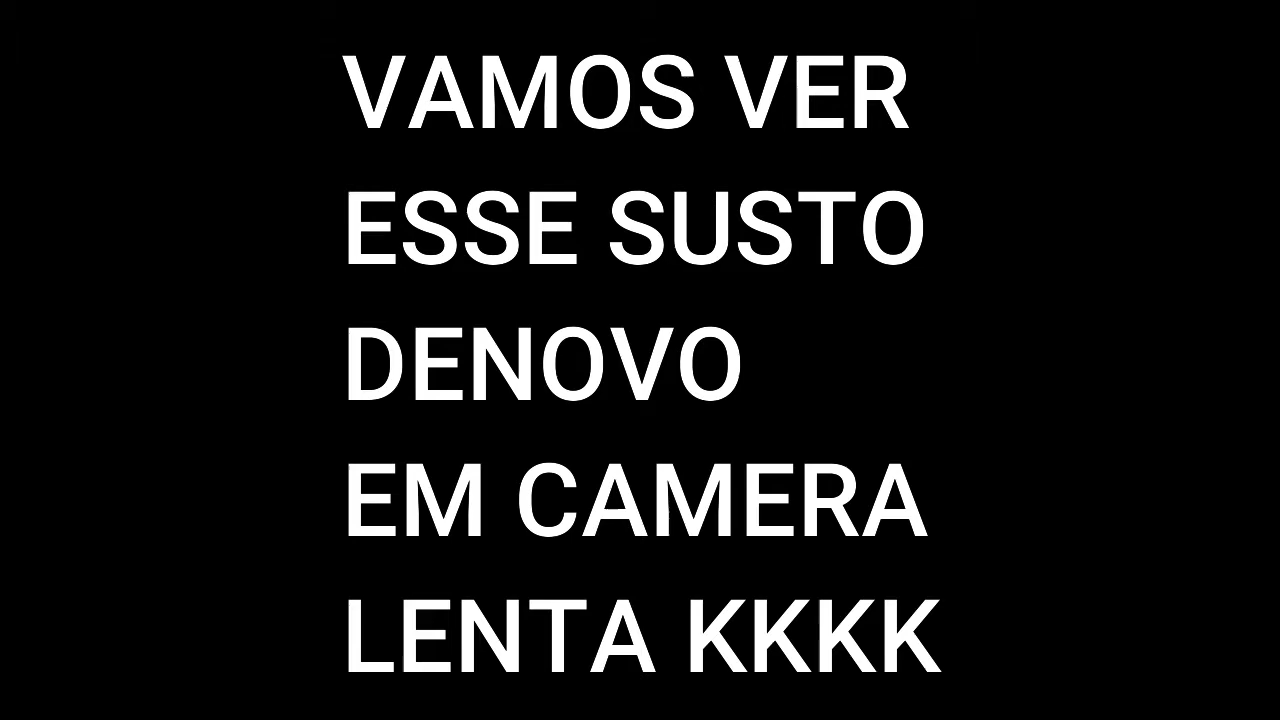 VAMOS VER
ESSE SUSTO
DENOVO
EM CAMERA
LENTA KKKK